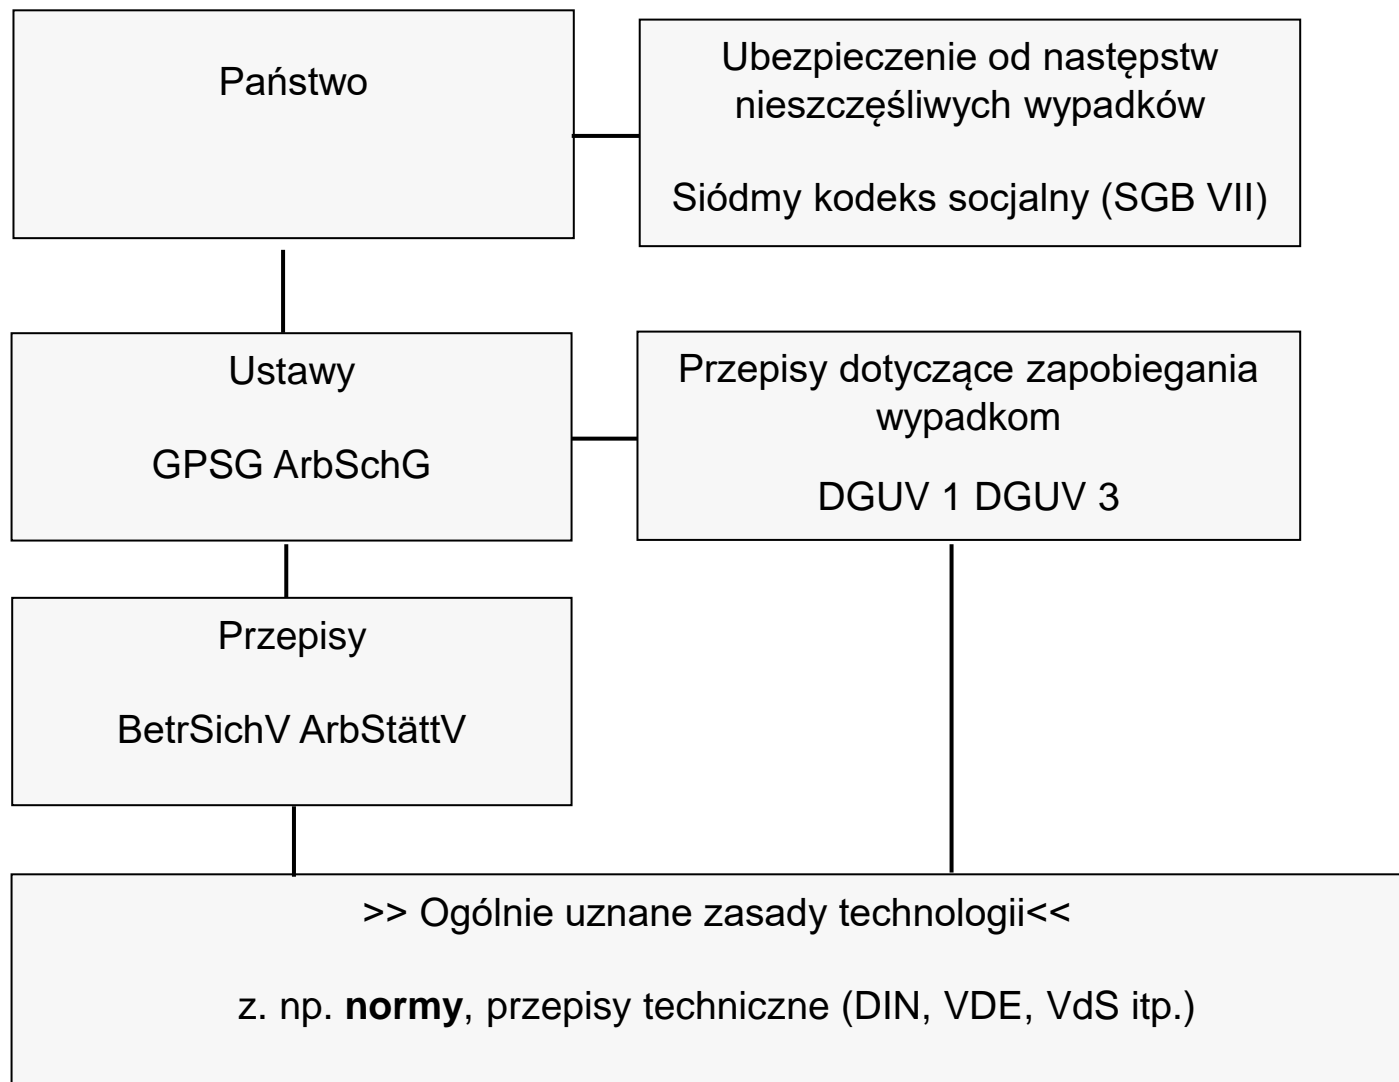 Państwo
Ubezpieczenie od następstw
nieszczęśliwych wypadków
Siódmy kodeks socjalny (SGB VII)
Ustawy
GPSG ArbSchG
Przepisy dotyczące zapobiegania
wypadkom
DGUV 1 DGUV 3
Przepisy
BetrSichV ArbStättV
>> Ogólnie uznane zasady technologii<<
z. np. normy, przepisy techniczne (DIN, VDE, VdS itp.)